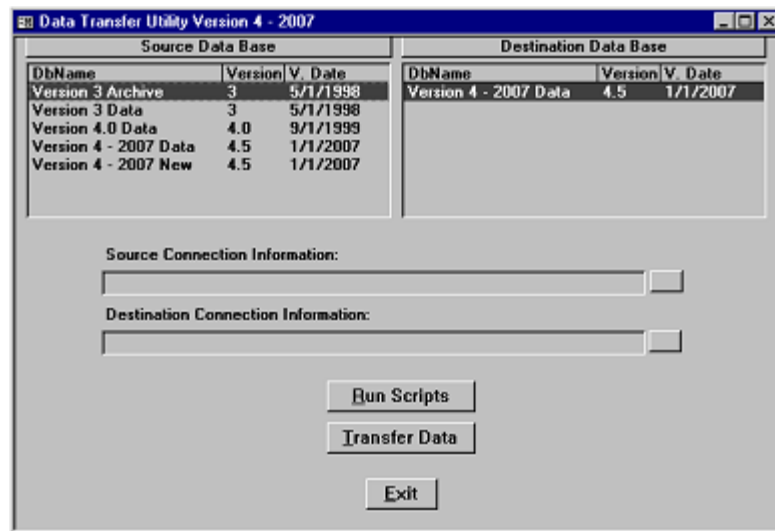 Data Transfer Utility Version 4 - 2007
Source Data Base Destination Data Base
DbName Version V. Date DbName Version V. Date
Version 3 Archive 3 5/1/1998 Version 4 - 2007 Data 4.5 1/1/2007
Version 3 Data 3 5/1/1998
Version 4.0 Data 4.0 9/1/1999
Version 4 - 2007 Data 4.5 1/1/2007
Version 4 - 2007 New 4.5 1/1/2007
Source Connection Information:
Destination Connection Information:
Run Scripts
Transfer Data
Exit